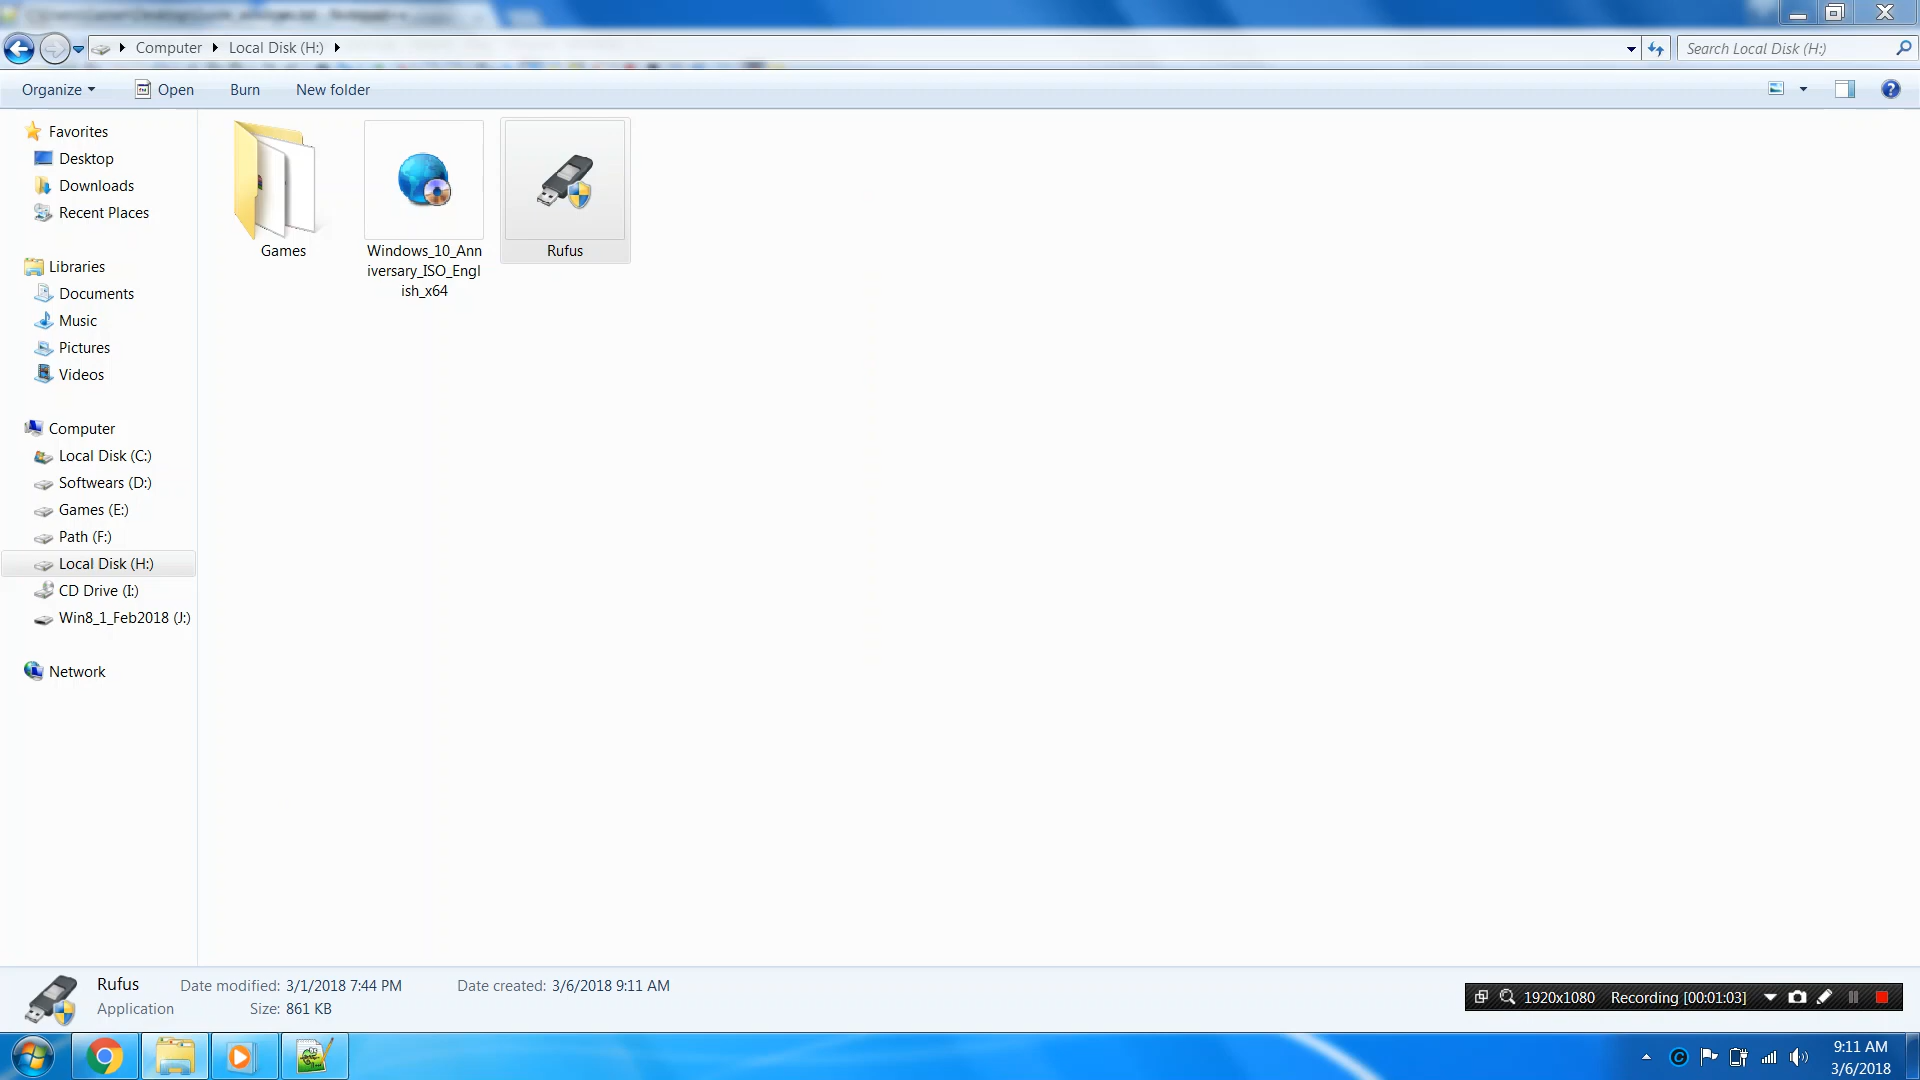 Computer Local Disk (H:)
Search Local Disk (H:)
Organize Open Burn New folder
Favorites
Desktop
Downloads
Recent Places
Libraries
Documents
Music
Pictures
Videos
Computer
Local Disk (C:)
Softwears (D:)
Games (E:)
Path (F:)
Local Disk (H:)
CD Drive (I:)
Win8_1_Feb2018 (J:)
Network
Games
Windows_10_Ann
iversary_ISO_Engl
ish_x64
Rufus
Rufus Date modified: 3/1/2018 7:44 PM Date created: 3/6/2018 9:11 AM
Application Size: 861 KB
1920x1080 Recording [00:01:03]
9:11 AM
3/6/2018